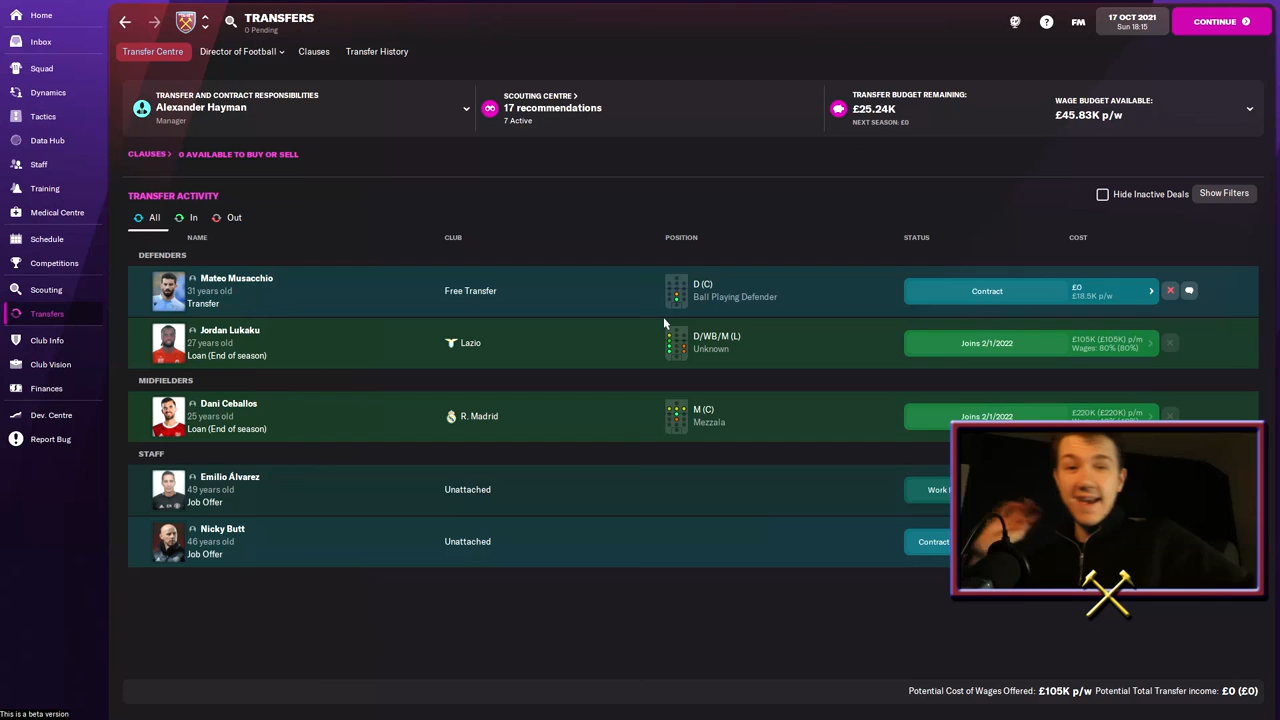 Home
Inbox
Squad
Dynamics
Tactics
Data Hub
Staff
Training
Medical Centre
Schedule
Competitions
Scouting
Transfers
Club Info
Club Vision
Finances
Dev. Centre
Report Bug
This is a beta version
TRANSFERS
0 Pending
FM
17 OCT 2021
Sun 18:15
CONTINUE
Transfer Centre
Director of Football
Clauses
Transfer History
TRANSFER AND CONTRACT RESPONSIBILITIES
Alexander Hayman
Manager
SCOUTING CENTRE >
17 recommendations
7 Active
TRANSFER BUDGET REMAINING:
£25.24K
NEXT SEASON: £0
WAGE BUDGET AVAILABLE:
£45.83K p/w
CLAUSES > 0 AVAILABLE TO BUY OR SELL
TRANSFER ACTIVITY
Hide Inactive Deals
Show Filters
All In Out
NAME CLUB POSITION STATUS COST
DEFENDERS
Mateo Musacchio
31 years old
Transfer
Free Transfer
D (C)
Ball Playing Defender
Contract
£0
£18.5K p/w
Jordan Lukaku
27 years old
Loan (End of season)
Lazio
D/WB/M (L)
Unknown
Joins 2/1/2022
£105K (£105K) p/m
Wages: 80% (80%)
MIDFIELDERS
Dani Ceballos
25 years old
Loan (End of season)
R. Madrid
M (C)
Mezzala
Joins 2/1/2022
£220K (£220K) p/m
STAFF
Emilio Álvarez
49 years old
Job Offer
Unattached
Work
Nicky Butt
46 years old
Job Offer
Unattached
Contract
Potential Cost of Wages Offered: £105K p/w Potential Total Transfer income: £0 (£0)